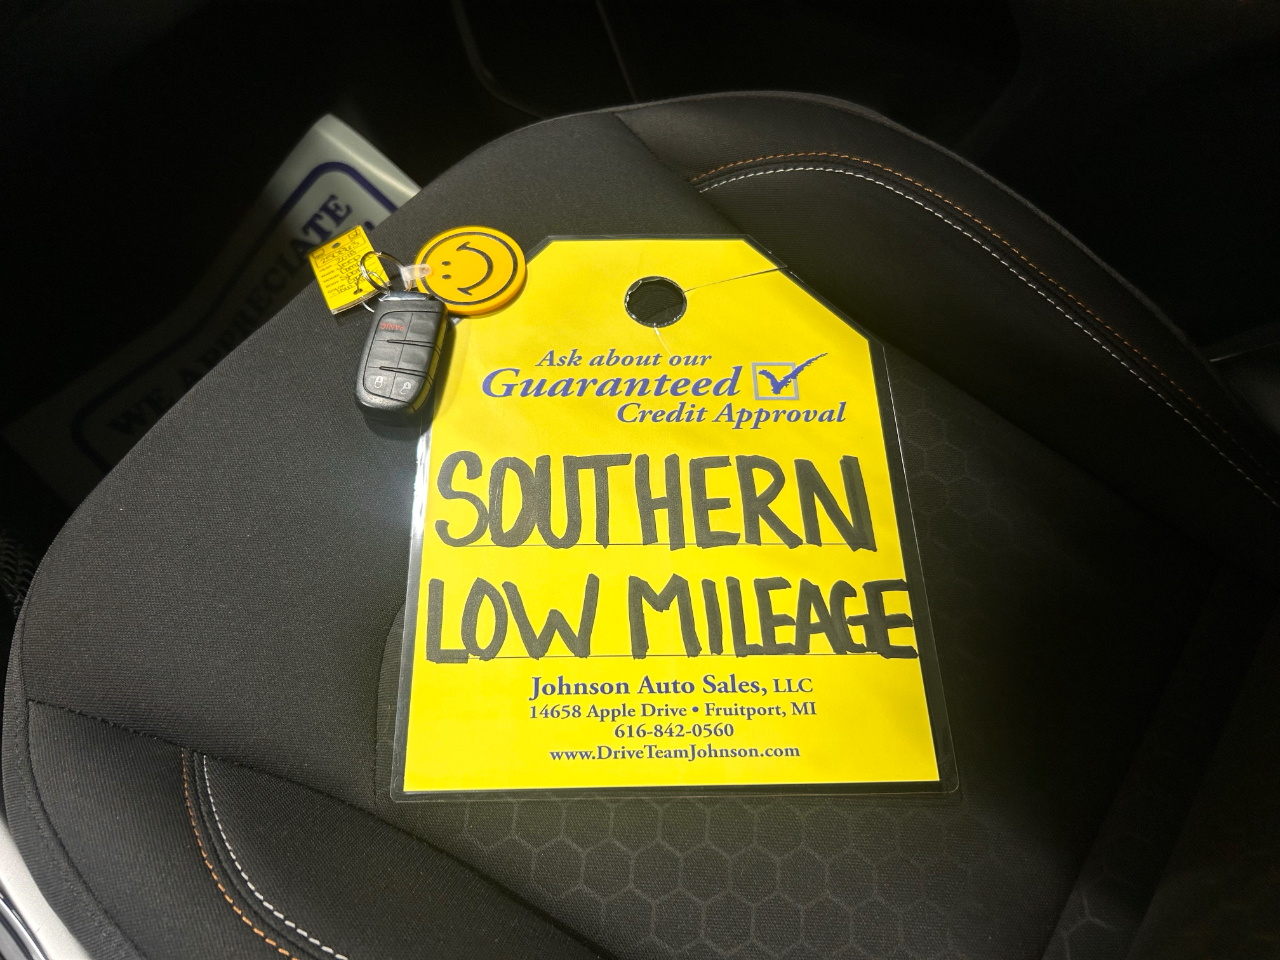 WE APPRECIATE
PANIC
Ask about our
Guaranteed
Credit Approval
SOUTHERN
LOW MILEAGE
Johnson Auto Sales, LLC
14658 Apple Drive • Fruitport, MI
616-842-0560
www.DriveTeamJohnson.com